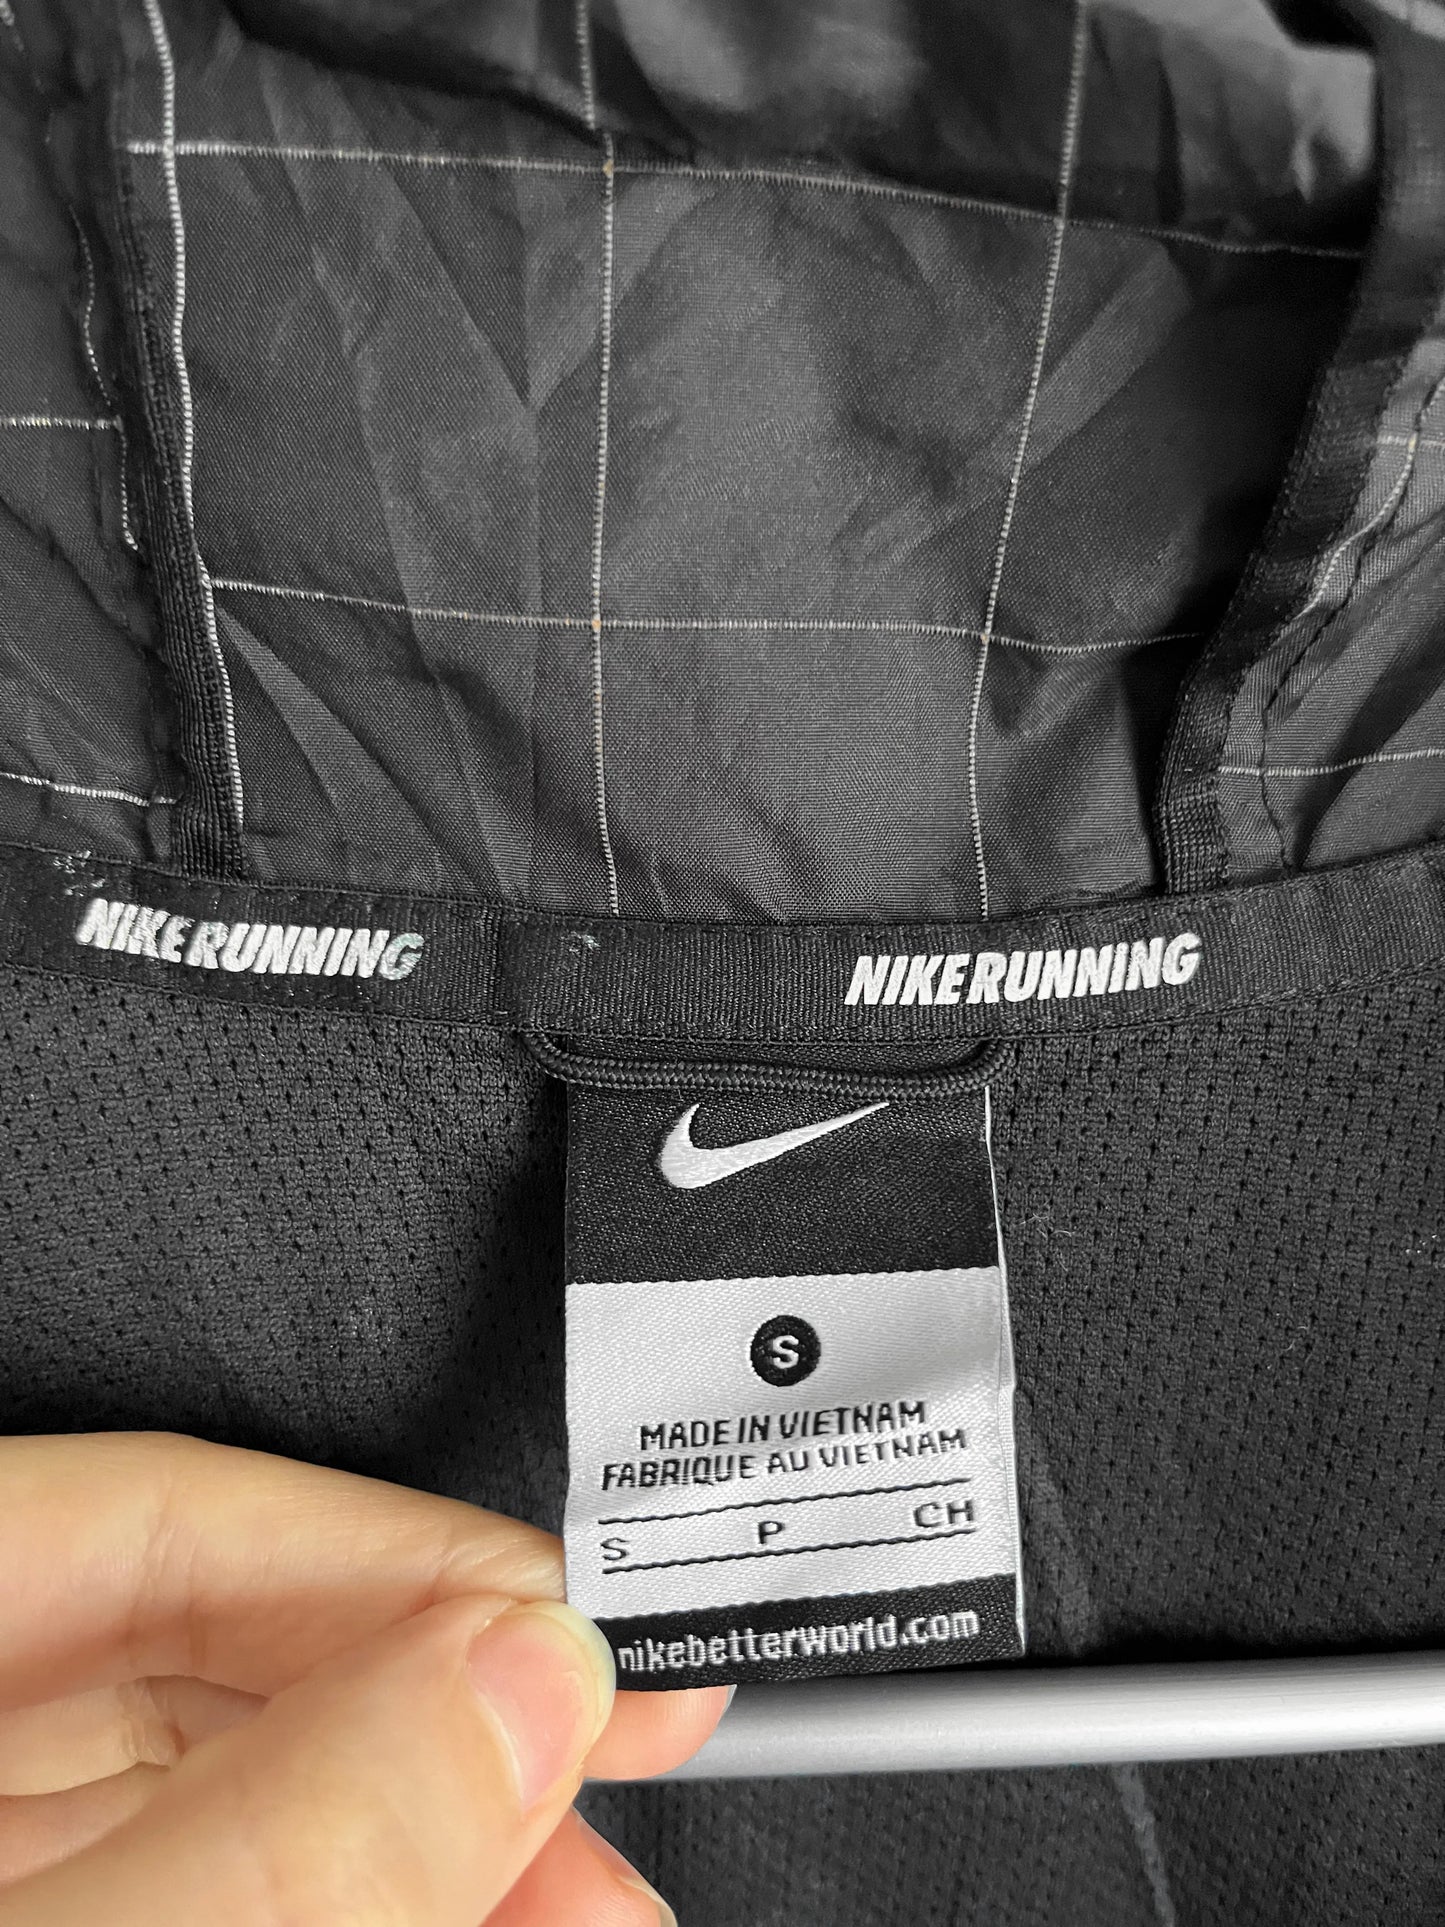 NIKERUNNING NIKERUNNING
S
MADE IN VIETNAM
FABRIQUE AU VIETNAM
S P CH
nikebetterworld.com